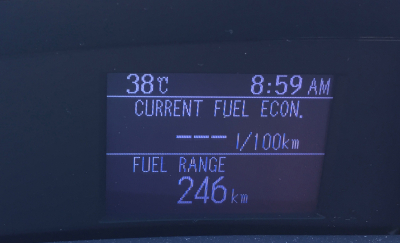 38℃ 8:59 AM
CURRENT FUEL ECON.
--- l/100km
FUEL RANGE
246 km